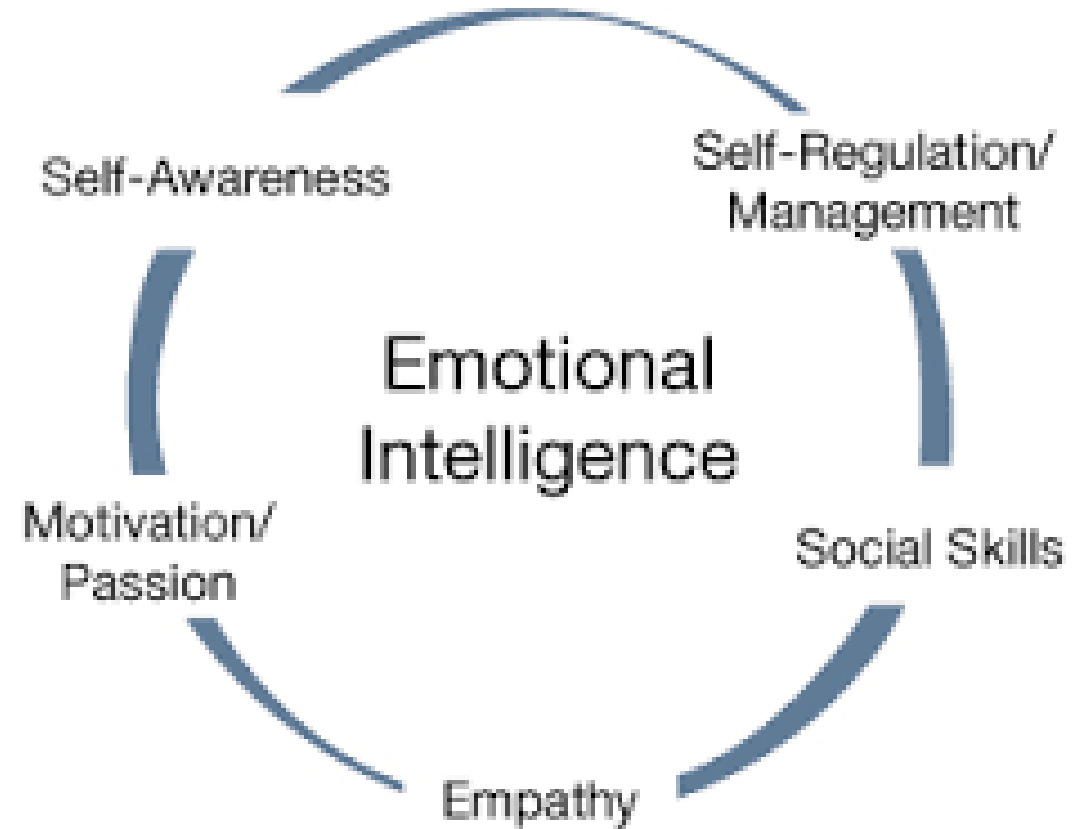 Self-Awareness
Self-Regulation/
Management
Emotional
Intelligence
Motivation/
Passion
Social Skills
Empathy